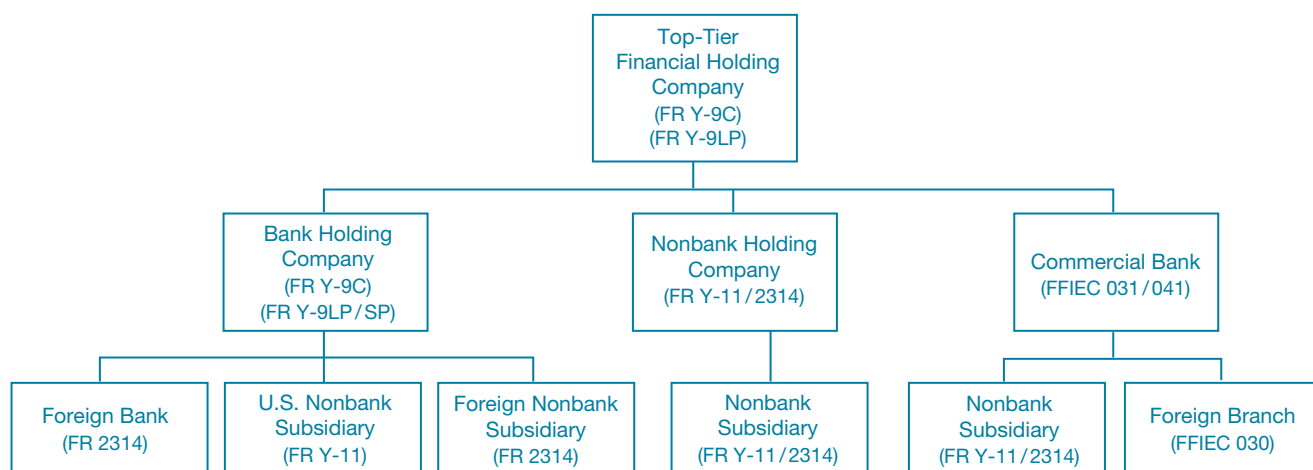 Top-Tier
Financial Holding
Company
(FR Y-9C)
(FR Y-9LP)
Bank Holding
Company
(FR Y-9C)
(FR Y-9LP/SP)
Nonbank Holding
Company
(FR Y-11/2314)
Commercial Bank
(FFIEC 031/041)
Foreign Bank
(FR 2314)
U.S. Nonbank
Subsidiary
(FR Y-11)
Foreign Nonbank
Subsidiary
(FR 2314)
Nonbank
Subsidiary
(FR Y-11/2314)
Nonbank
Subsidiary
(FR Y-11/2314)
Foreign Branch
(FFIEC 030)